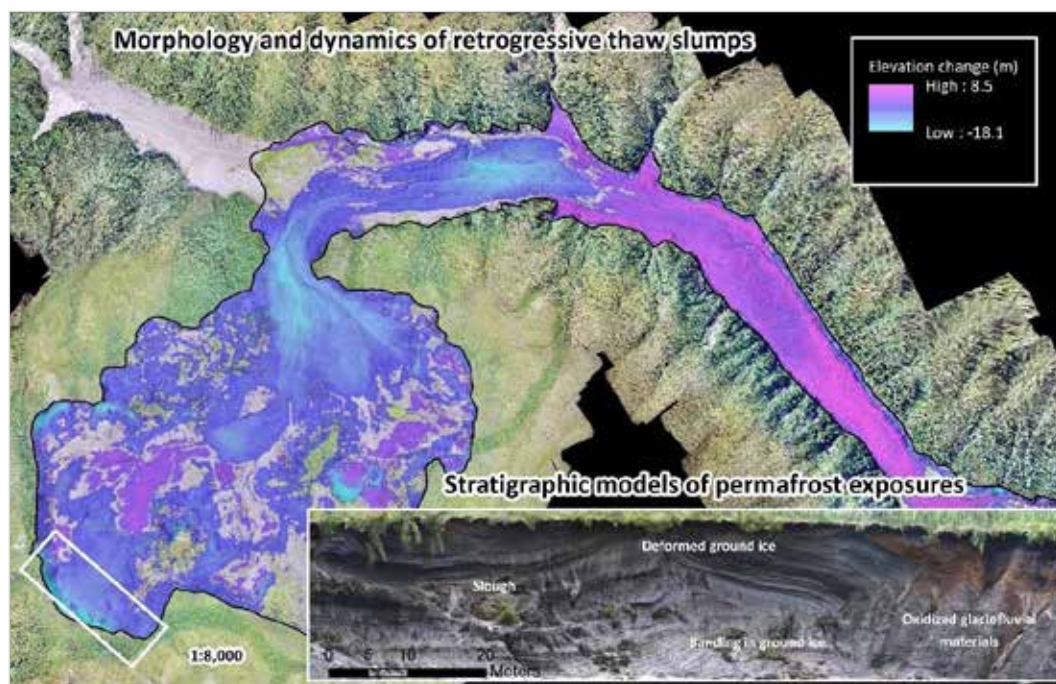 Morphology and dynamics of retrogressive thaw slumps
Elevation change (m)
High : 8.5
Low : -18.1
Stratigraphic models of permafrost exposures
Deformed ground ice
Slough
Oxidized glaciofluvial
materials
Banding in ground ice
1:8,000
0 5 10 20
Meters